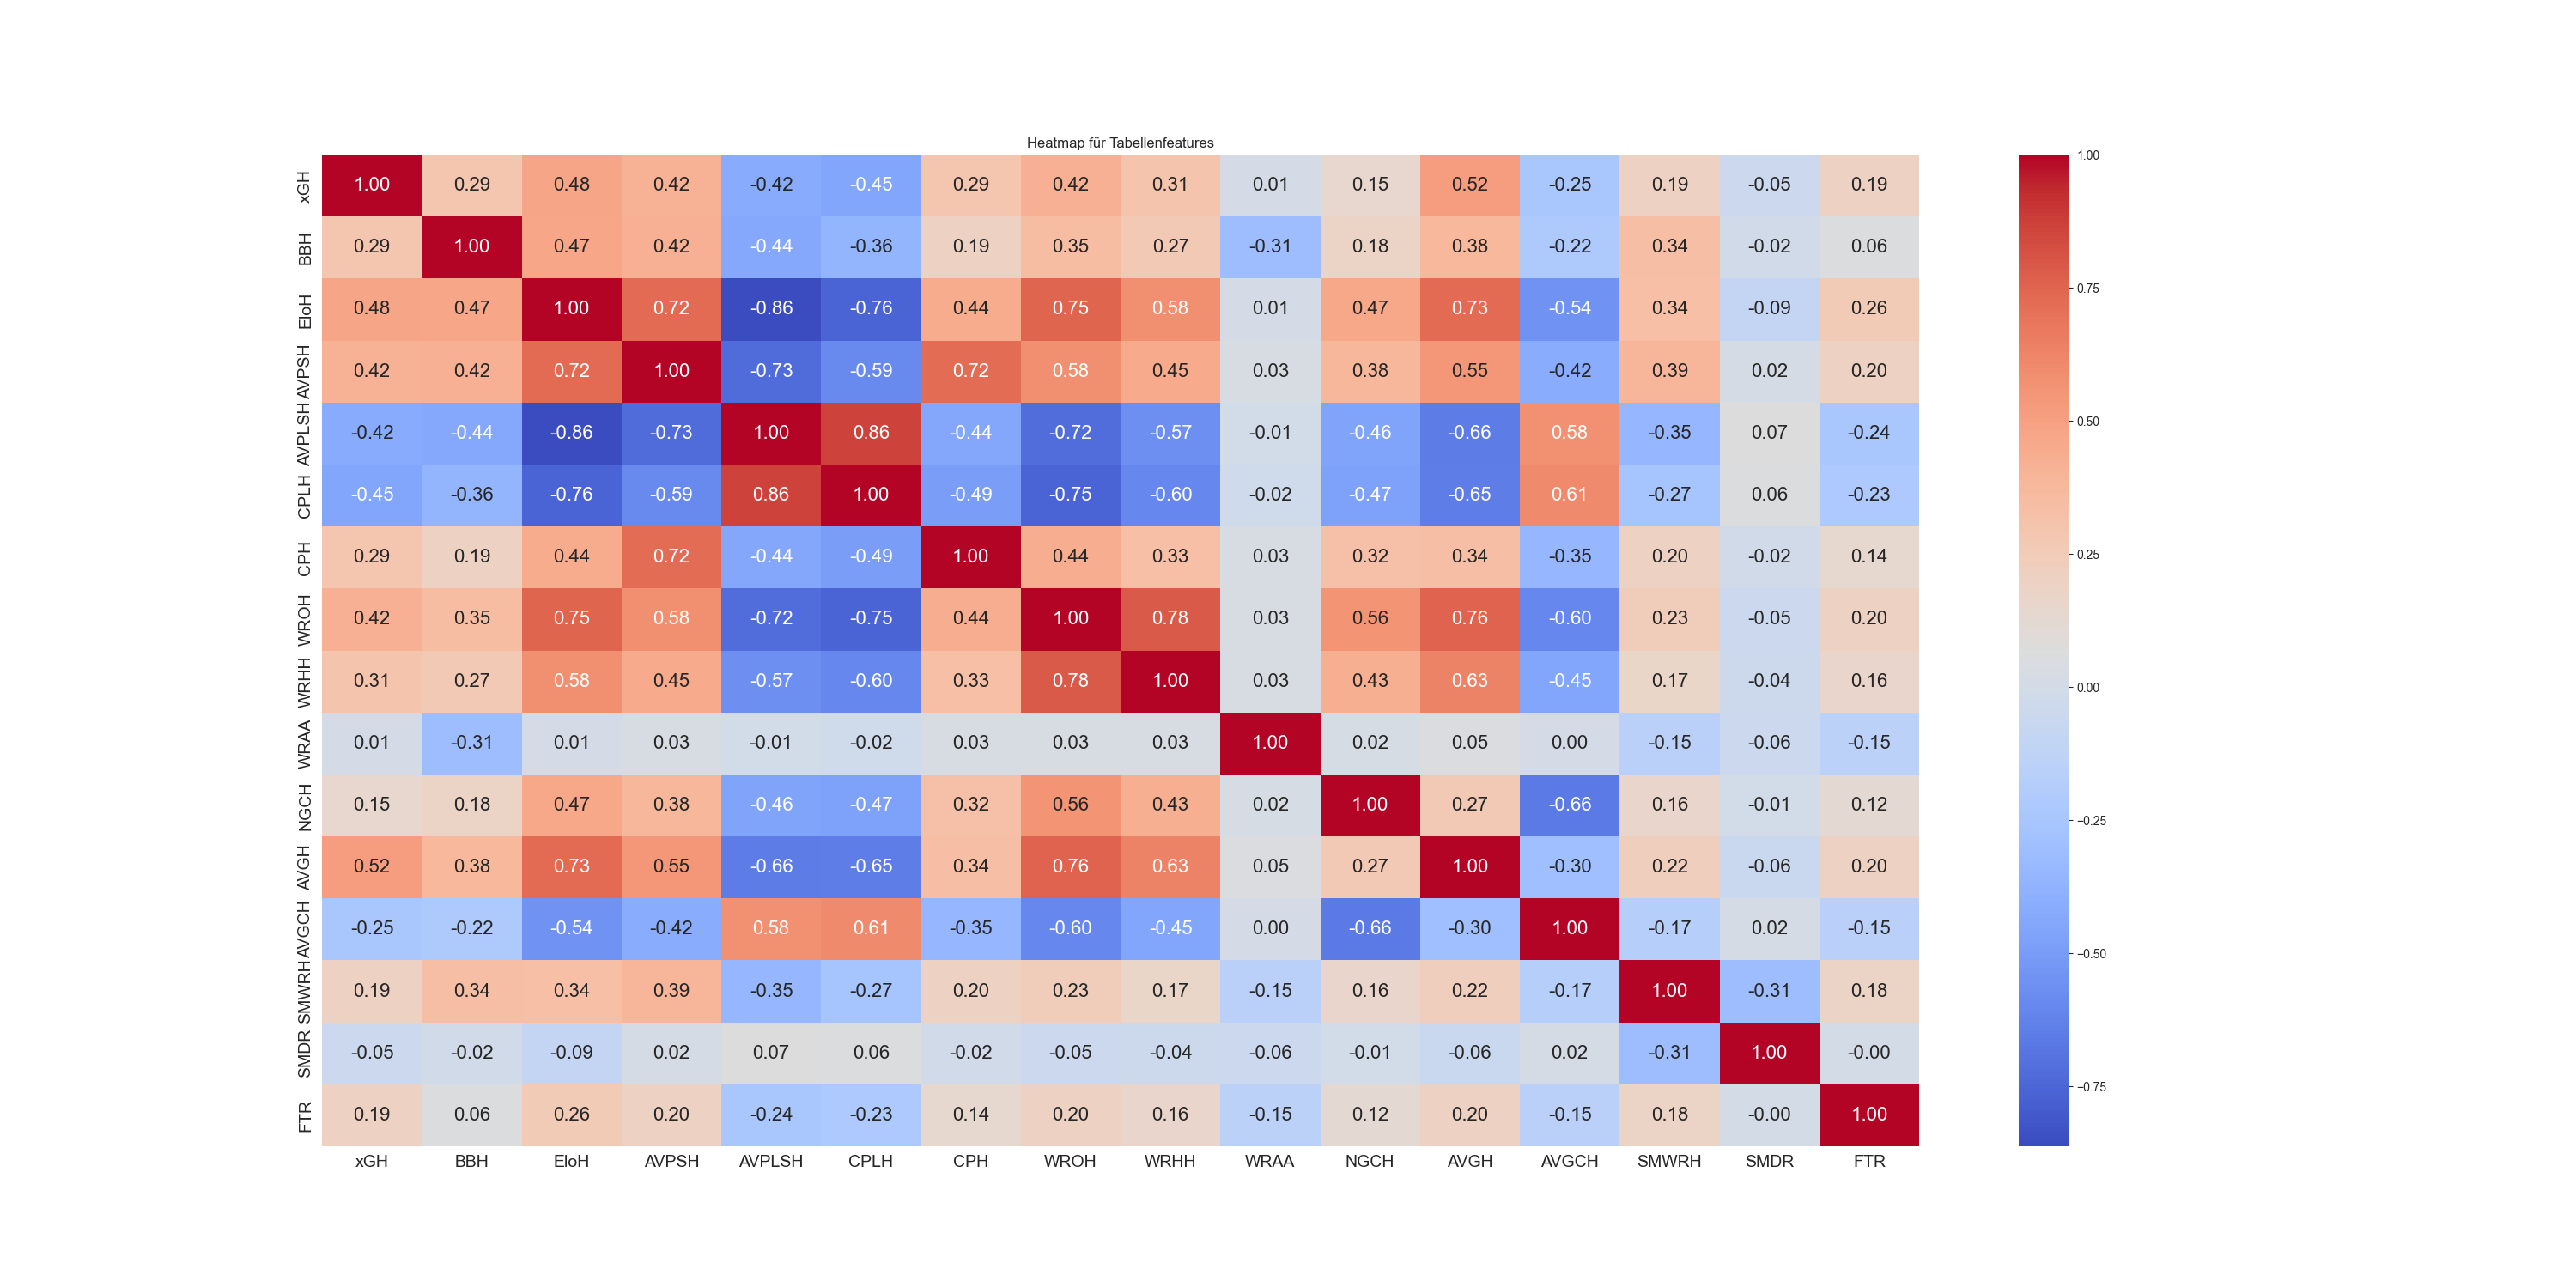 Heatmap für Tabellenfeatures
xGH 1.00 0.29 0.48 0.42 -0.42 -0.45 0.29 0.42 0.31 0.01 0.15 0.52 -0.25 0.19 -0.05 0.19
BBH 0.29 1.00 0.47 0.42 -0.44 -0.36 0.19 0.35 0.27 -0.31 0.18 0.38 -0.22 0.34 -0.02 0.06
EloH 0.48 0.47 1.00 0.72 -0.86 -0.76 0.44 0.75 0.58 0.01 0.47 0.73 -0.54 0.34 -0.09 0.26
AVPSH 0.42 0.42 0.72 1.00 -0.73 -0.59 0.72 0.58 0.45 0.03 0.38 0.55 -0.42 0.39 0.02 0.20
AVPLSH -0.42 -0.44 -0.86 -0.73 1.00 0.86 -0.44 -0.72 -0.57 -0.01 -0.46 -0.66 0.58 -0.35 0.07 -0.24
CPLH -0.45 -0.36 -0.76 -0.59 0.86 1.00 -0.49 -0.75 -0.60 -0.02 -0.47 -0.65 0.61 -0.27 0.06 -0.23
CPH 0.29 0.19 0.44 0.72 -0.44 -0.49 1.00 0.44 0.33 0.03 0.32 0.34 -0.35 0.20 -0.02 0.14
WROH 0.42 0.35 0.75 0.58 -0.72 -0.75 0.44 1.00 0.78 0.03 0.56 0.76 -0.60 0.23 -0.05 0.20
WRHH 0.31 0.27 0.58 0.45 -0.57 -0.60 0.33 0.78 1.00 0.03 0.43 0.63 -0.45 0.17 -0.04 0.16
WRAA 0.01 -0.31 0.01 0.03 -0.01 -0.02 0.03 0.03 0.03 1.00 0.02 0.05 0.00 -0.15 -0.06 -0.15
NGCH 0.15 0.18 0.47 0.38 -0.46 -0.47 0.32 0.56 0.43 0.02 1.00 0.27 -0.66 0.16 -0.01 0.12
AVGH 0.52 0.38 0.73 0.55 -0.66 -0.65 0.34 0.76 0.63 0.05 0.27 1.00 -0.30 0.22 -0.06 0.20
AVGCH -0.25 -0.22 -0.54 -0.42 0.58 0.61 -0.35 -0.60 -0.45 0.00 -0.66 -0.30 1.00 -0.17 0.02 -0.15
SMWRH 0.19 0.34 0.34 0.39 -0.35 -0.27 0.20 0.23 0.17 -0.15 0.16 0.22 -0.17 1.00 -0.31 0.18
SMDR -0.05 -0.02 -0.09 0.02 0.07 0.06 -0.02 -0.05 -0.04 -0.06 -0.01 -0.06 0.02 -0.31 1.00 -0.00
FTR 0.19 0.06 0.26 0.20 -0.24 -0.23 0.14 0.20 0.16 -0.15 0.12 0.20 -0.15 0.18 -0.00 1.00
xGH BBH EloH AVPSH AVPLSH CPLH CPH WROH WRHH WRAA NGCH AVGH AVGCH SMWRH SMDR FTR
1.00
0.75
0.50
0.25
0.00
−0.25
−0.50
−0.75